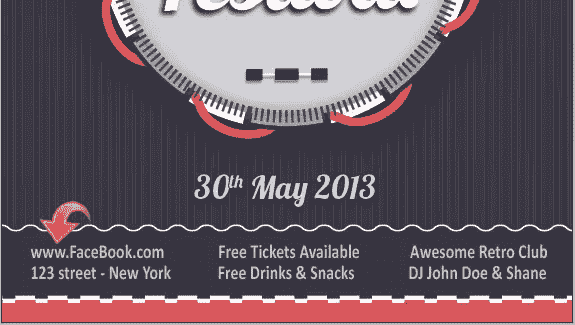 Festival
30th May 2013
www.FaceBook.com
123 street - New York
Free Tickets Available
Free Drinks & Snacks
Awesome Retro Club
DJ John Doe & Shane